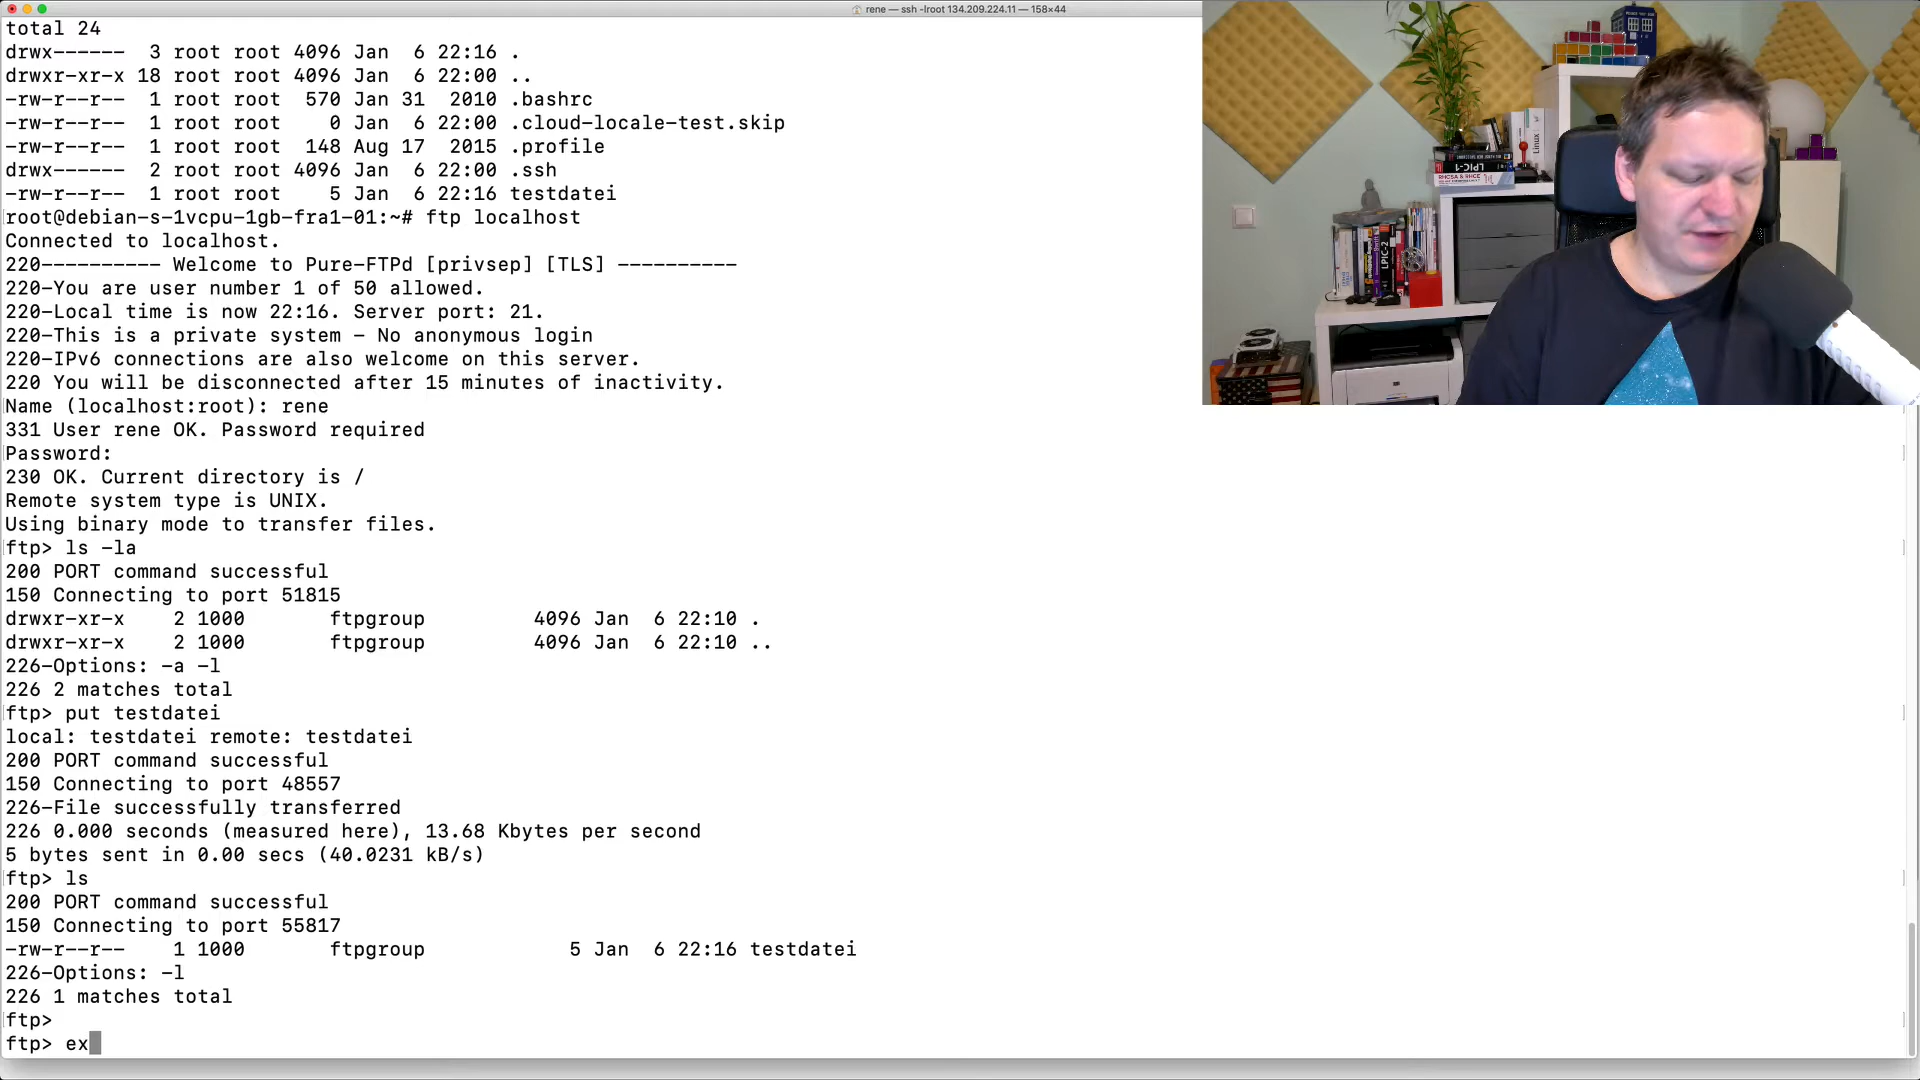 rene — ssh -lroot 134.209.224.11 — 158×44
total 24
drwx------  3 root root 4096 Jan  6 22:16 .
drwxr-xr-x 18 root root 4096 Jan  6 22:00 ..
-rw-r--r--  1 root root  570 Jan 31  2010 .bashrc
-rw-r--r--  1 root root    0 Jan  6 22:00 .cloud-locale-test.skip
-rw-r--r--  1 root root  148 Aug 17  2015 .profile
drwx------  2 root root 4096 Jan  6 22:00 .ssh
-rw-r--r--  1 root root    5 Jan  6 22:16 testdatei
root@debian-s-1vcpu-1gb-fra1-01:~# ftp localhost
Connected to localhost.
220---------- Welcome to Pure-FTPd [privsep] [TLS] ----------
220-You are user number 1 of 50 allowed.
220-Local time is now 22:16. Server port: 21.
220-This is a private system - No anonymous login
220-IPv6 connections are also welcome on this server.
220 You will be disconnected after 15 minutes of inactivity.
Name (localhost:root): rene
331 User rene OK. Password required
Password:
230 OK. Current directory is /
Remote system type is UNIX.
Using binary mode to transfer files.
ftp> ls -la
200 PORT command successful
150 Connecting to port 51815
drwxr-xr-x    2 1000       ftpgroup         4096 Jan  6 22:10 .
drwxr-xr-x    2 1000       ftpgroup         4096 Jan  6 22:10 ..
226-Options: -a -l
226 2 matches total
ftp> put testdatei
local: testdatei remote: testdatei
200 PORT command successful
150 Connecting to port 48557
226-File successfully transferred
226 0.000 seconds (measured here), 13.68 Kbytes per second
5 bytes sent in 0.00 secs (40.0231 kB/s)
ftp> ls
200 PORT command successful
150 Connecting to port 55817
-rw-r--r--    1 1000       ftpgroup            5 Jan  6 22:16 testdatei
226-Options: -l
226 1 matches total
ftp>
ftp> ex
Linux
LPIC-1
RHCSA & RHCE
LPIC-2